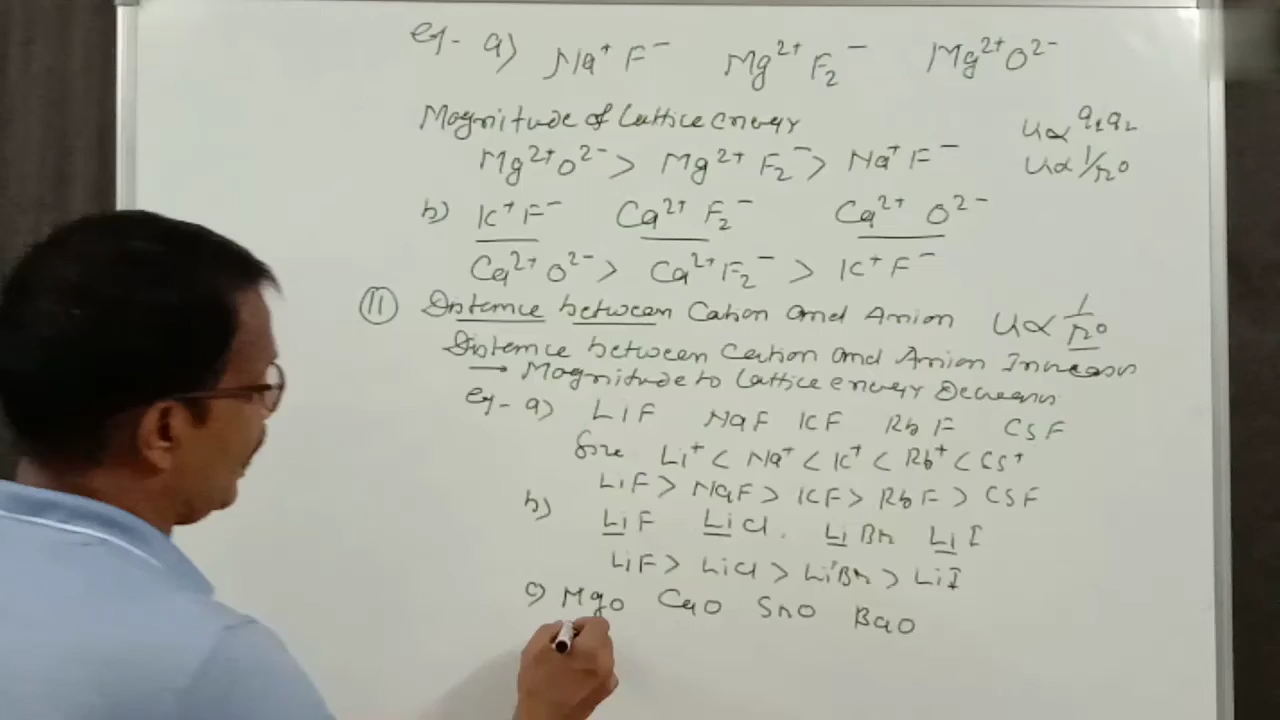 eg- a) Na⁺ F⁻ Mg²⁺ F₂⁻ Mg²⁺O²⁻
Magnitude of Lattice energy
U∝ q₁q₂
Mg²⁺O²⁻ > Mg²⁺ F₂⁻ > Na⁺ F⁻
U∝ 1/r₀
b) K⁺ F⁻ Ca²⁺ F₂⁻ Ca²⁺ O²⁻
Ca²⁺ O²⁻ > Ca²⁺ F₂⁻ > K⁺ F⁻
II Distance between Cation and Anion U∝ 1/r₀
Distance between Cation and Anion Increases
→ Magnitude to Lattice energy Decreases
eg- a) LiF NaF KF RbF CsF
Size Li⁺ < Na⁺ < K⁺ < Rb⁺ < Cs⁺
LiF > NaF > KF > RbF > CsF
b) LiF LiCl . LiBr LiI
LiF > LiCl > LiBr > LiI
c) MgO CaO SrO BaO